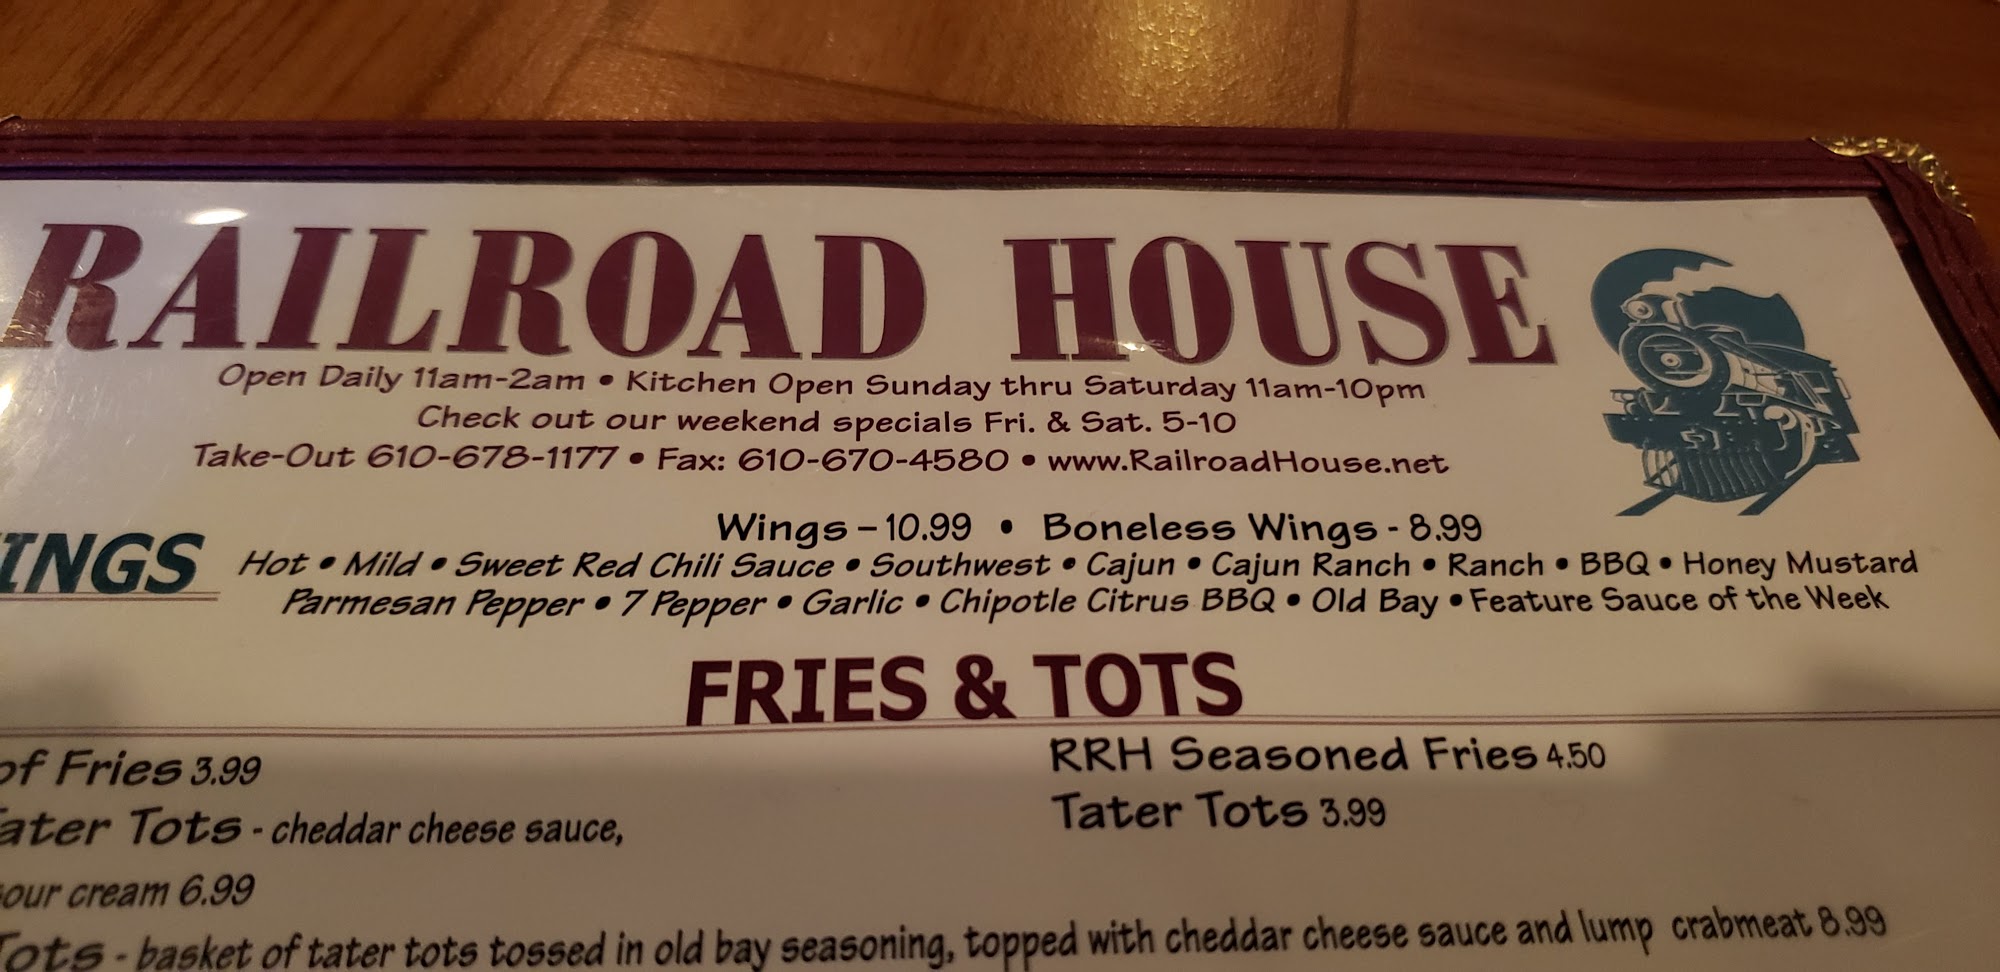 RAILROAD HOUSE
Open Daily 11am-2am • Kitchen Open Sunday thru Saturday 11am-10pm
Check out our weekend specials Fri. & Sat. 5-10
Take-Out 610-678-1177 • Fax: 610-670-4580 • www.RailroadHouse.net
Wings – 10.99 • Boneless Wings - 8.99
INGS
Hot • Mild • Sweet Red Chili Sauce • Southwest • Cajun • Cajun Ranch • Ranch • BBQ • Honey Mustard
Parmesan Pepper • 7 Pepper • Garlic • Chipotle Citrus BBQ • Old Bay • Feature Sauce of the Week
FRIES & TOTS
of Fries 3.99
RRH Seasoned Fries 4.50
ater Tots - cheddar cheese sauce,
Tater Tots 3.99
our cream 6.99
Tots - basket of tater tots tossed in old bay seasoning, topped with cheddar cheese sauce and lump crabmeat 8.99